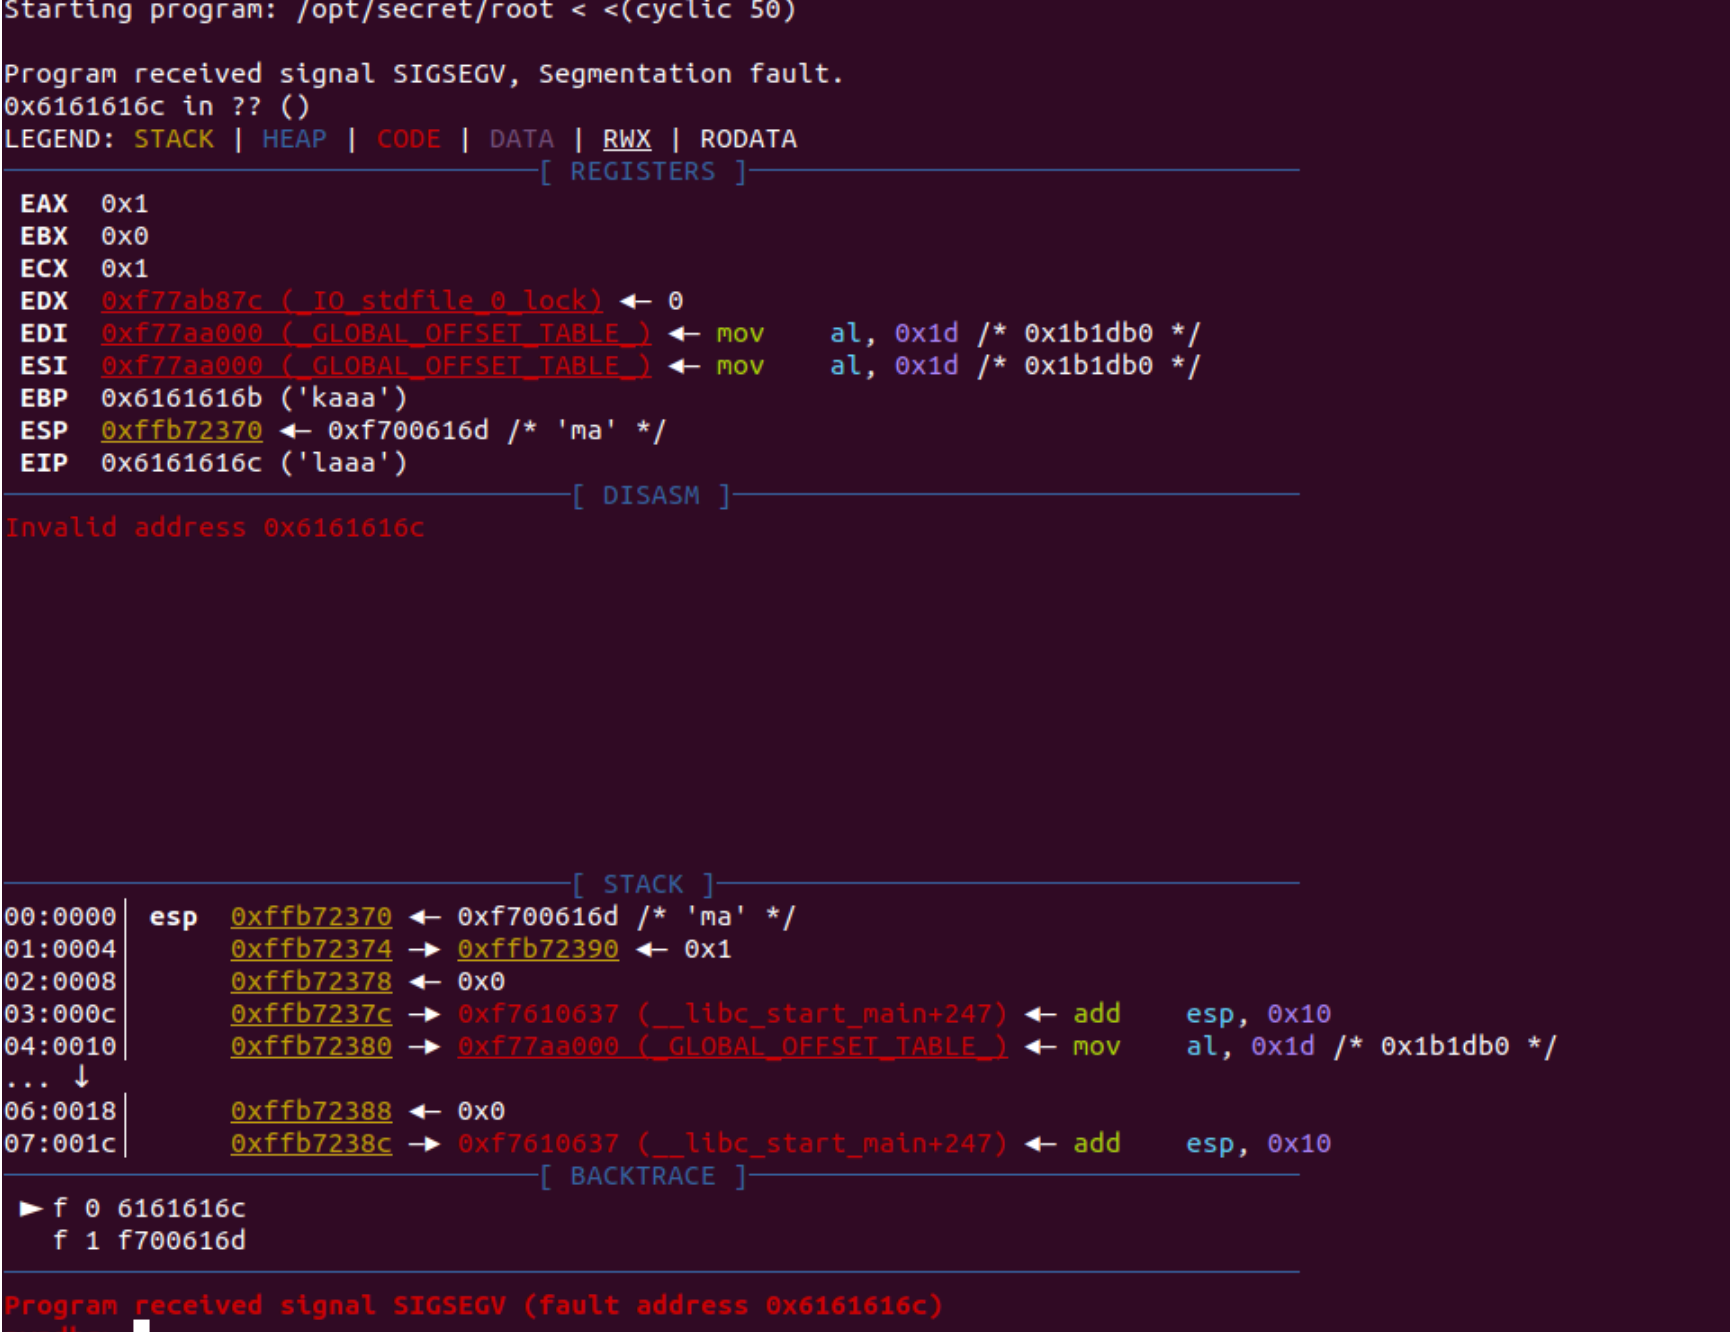 Starting program: /opt/secret/root < <(cyclic 50)
Program received signal SIGSEGV, Segmentation fault.
0x6161616c in ?? ()
LEGEND: STACK | HEAP | CODE | DATA | RWX | RODATA
[ REGISTERS ]
EAX 0x1
EBX 0x0
ECX 0x1
EDX 0xf77ab87c (_IO_stdfile_0_lock) ◂— 0
EDI 0xf77aa000 (_GLOBAL_OFFSET_TABLE_) ◂— mov al, 0x1d /* 0x1b1db0 */
ESI 0xf77aa000 (_GLOBAL_OFFSET_TABLE_) ◂— mov al, 0x1d /* 0x1b1db0 */
EBP 0x6161616b ('kaaa')
ESP 0xffb72370 ◂— 0xf700616d /* 'ma' */
EIP 0x6161616c ('laaa')
[ DISASM ]
Invalid address 0x6161616c
[ STACK ]
00:0000│ esp 0xffb72370 ◂— 0xf700616d /* 'ma' */
01:0004│ 0xffb72374 —▸ 0xffb72390 ◂— 0x1
02:0008│ 0xffb72378 ◂— 0x0
03:000c│ 0xffb7237c —▸ 0xf7610637 (__libc_start_main+247) ◂— add esp, 0x10
04:0010│ 0xffb72380 —▸ 0xf77aa000 (_GLOBAL_OFFSET_TABLE_) ◂— mov al, 0x1d /* 0x1b1db0 */
... ↓
06:0018│ 0xffb72388 ◂— 0x0
07:001c│ 0xffb7238c —▸ 0xf7610637 (__libc_start_main+247) ◂— add esp, 0x10
[ BACKTRACE ]
► f 0 6161616c
f 1 f700616d
Program received signal SIGSEGV (fault address 0x6161616c)